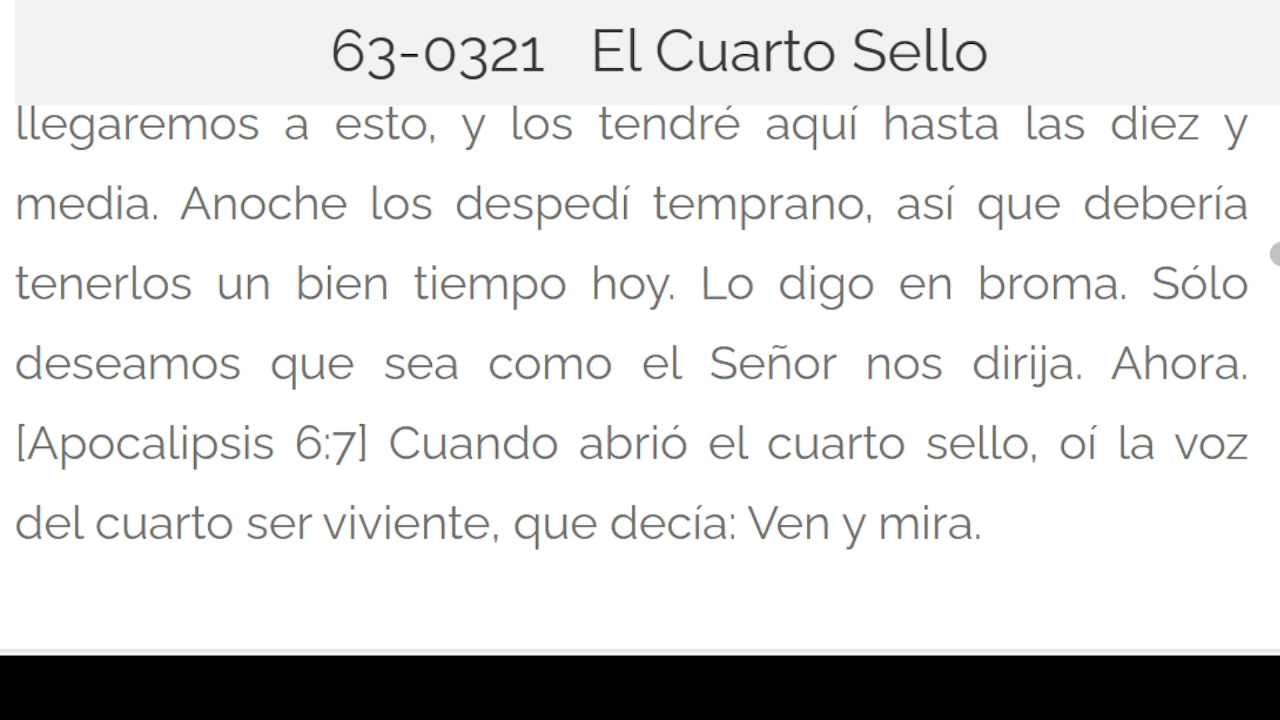 63-0321 El Cuarto Sello
llegaremos a esto, y los tendré aquí hasta las diez y
media. Anoche los despedí temprano, así que debería
tenerlos un bien tiempo hoy. Lo digo en broma. Sólo
deseamos que sea como el Señor nos dirija. Ahora.
[Apocalipsis 6:7] Cuando abrió el cuarto sello, oí la voz
del cuarto ser viviente, que decía: Ven y mira.